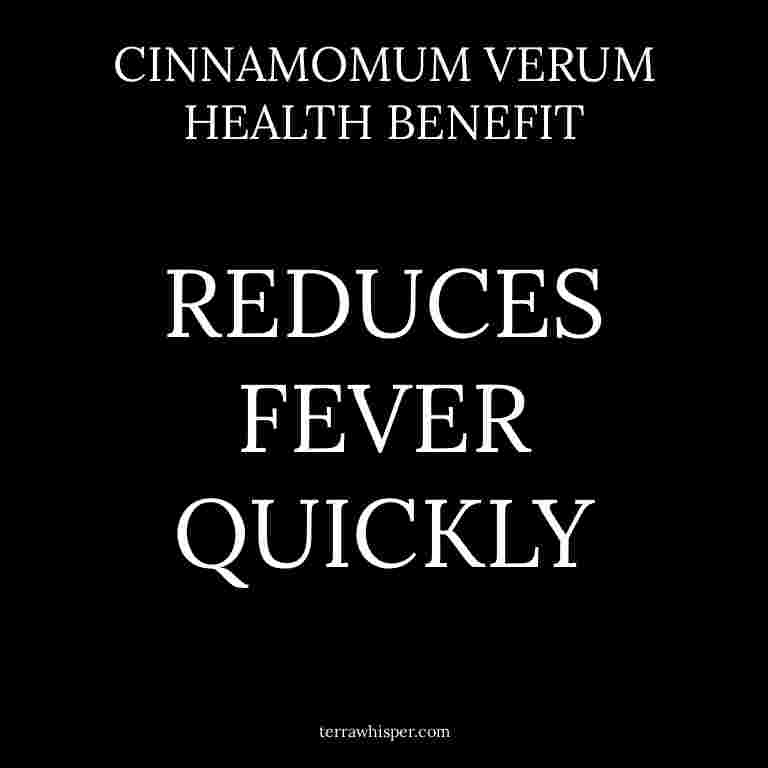 CINNAMOMUM VERUM
HEALTH BENEFIT
REDUCES
FEVER
QUICKLY
terrawhisper.com